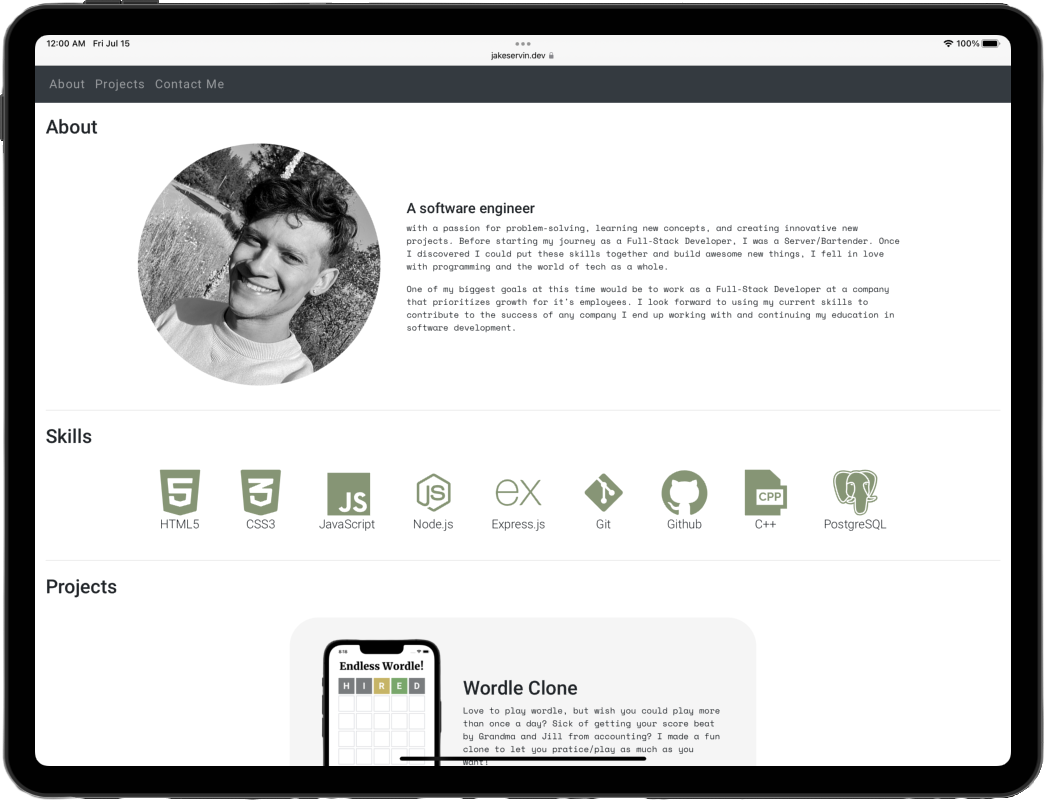 12:00 AM Fri Jul 15
jakeservin.dev
100%
About Projects Contact Me
About
A software engineer
with a passion for problem-solving, learning new concepts, and creating innovative new
projects. Before starting my journey as a Full-Stack Developer, I was a Server/Bartender. Once
I discovered I could put these skills together and build awesome new things, I fell in love
with programming and the world of tech as a whole.
One of my biggest goals at this time would be to work as a Full-Stack Developer at a company
that prioritizes growth for it's employees. I look forward to using my current skills to
contribute to the success of any company I end up working with and continuing my education in
software development.
Skills
5 3 JS JS ex CPP
HTML5 CSS3 JavaScript Node.js Express.js Git Github C++ PostgreSQL
Projects
Endless Wordle!
H I R E D
Wordle Clone
Love to play wordle, but wish you could play more
than once a day? Sick of getting your score beat
by Grandma and Jill from accounting? I made a fun
clone to let you pratice/play as much as you
want!